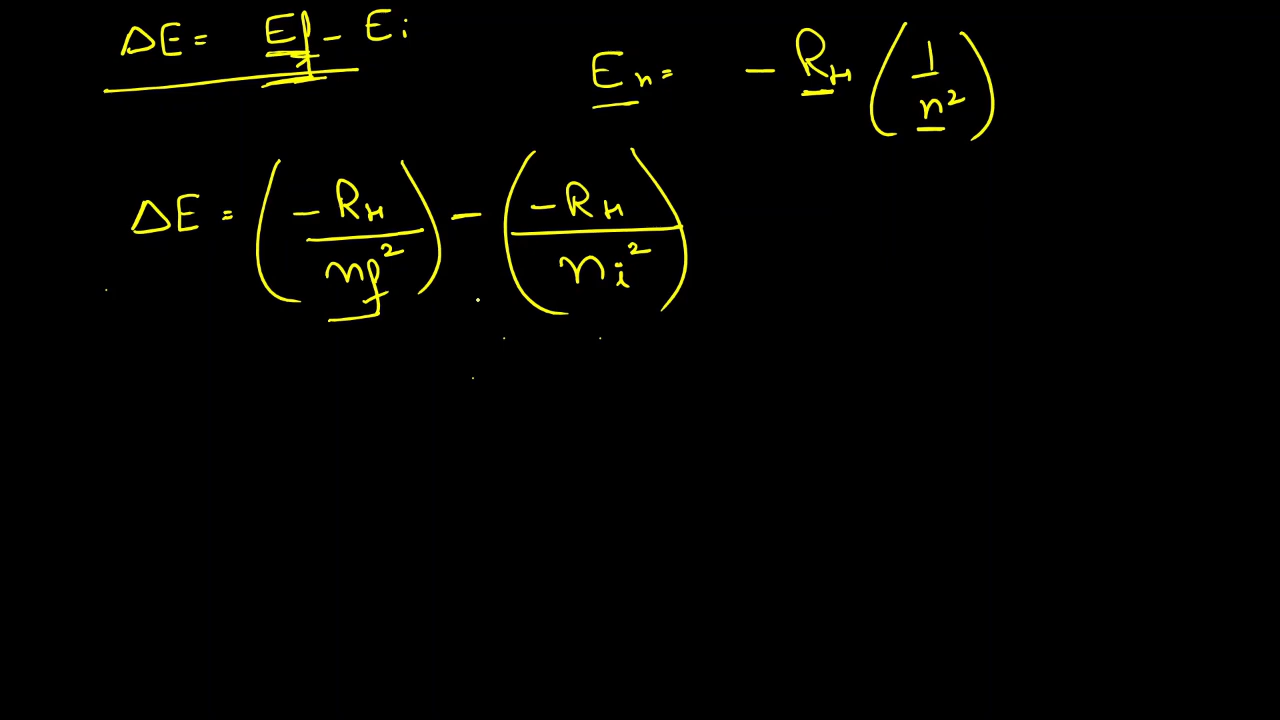 ΔE = Ef - Ei
En = - RH (1/n²)
ΔE = (-RH/nf²) - (-RH/ni²)